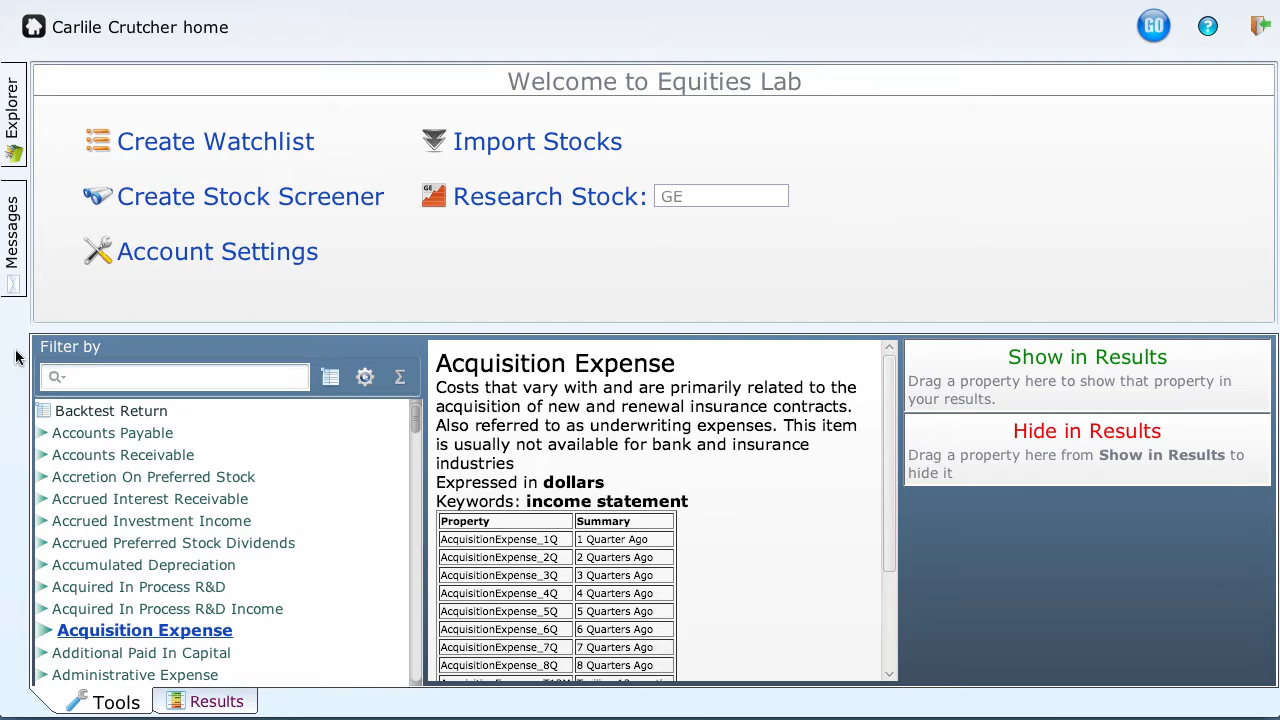 Carlile Crutcher home
GO
?
Explorer
Messages
Welcome to Equities Lab
Create Watchlist
Import Stocks
Create Stock Screener
GE
Research Stock:
GE
Account Settings
Filter by
Σ
Backtest Return
Accounts Payable
Accounts Receivable
Accretion On Preferred Stock
Accrued Interest Receivable
Accrued Investment Income
Accrued Preferred Stock Dividends
Accumulated Depreciation
Acquired In Process R&D
Acquired In Process R&D Income
Acquisition Expense
Additional Paid In Capital
Administrative Expense
Acquisition Expense
Costs that vary with and are primarily related to the
acquisition of new and renewal insurance contracts.
Also referred to as underwriting expenses. This item
is usually not available for bank and insurance
industries
Expressed in dollars
Keywords: income statement
Property Summary
AcquisitionExpense_1Q 1 Quarter Ago
AcquisitionExpense_2Q 2 Quarters Ago
AcquisitionExpense_3Q 3 Quarters Ago
AcquisitionExpense_4Q 4 Quarters Ago
AcquisitionExpense_5Q 5 Quarters Ago
AcquisitionExpense_6Q 6 Quarters Ago
AcquisitionExpense_7Q 7 Quarters Ago
AcquisitionExpense_8Q 8 Quarters Ago
Show in Results
Drag a property here to show that property in
your results.
Hide in Results
Drag a property here from Show in Results to
hide it
Tools
Results